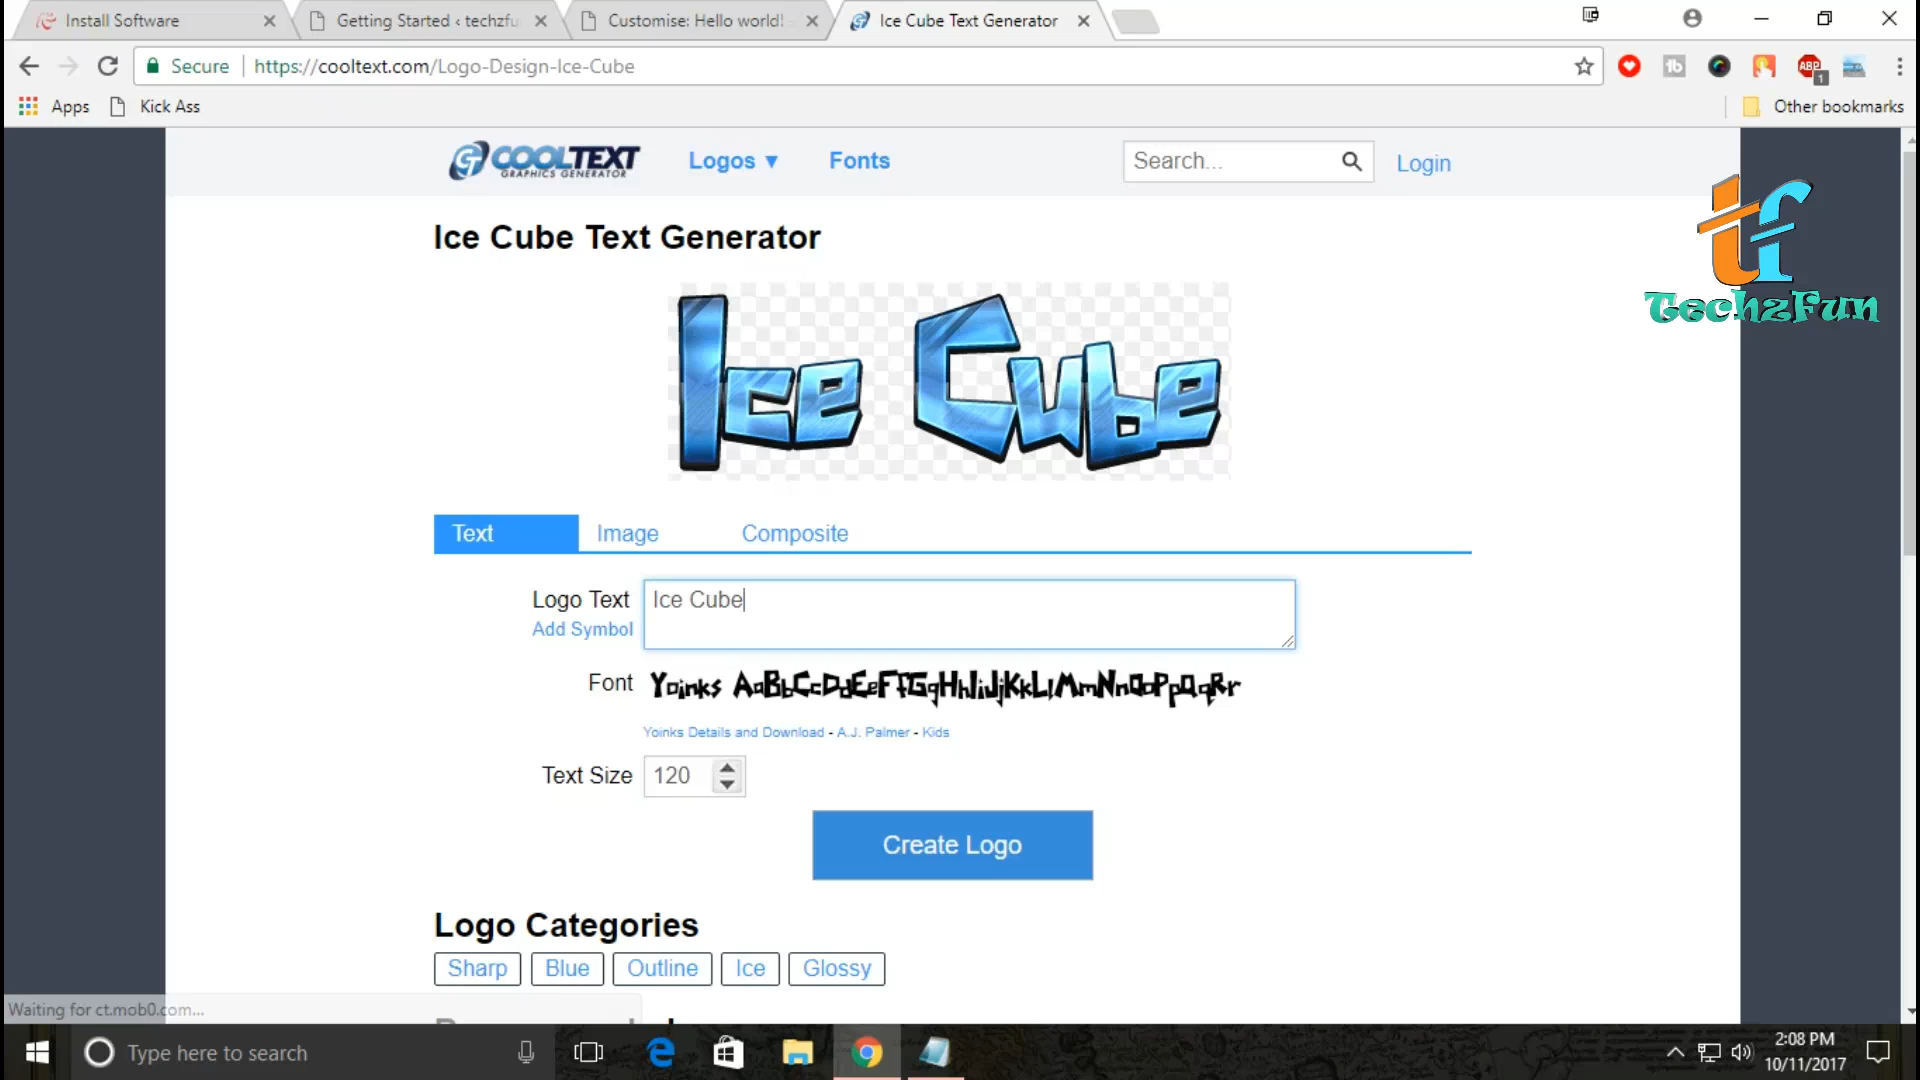 Install Software
Getting Started ‹ techzfu
Customise: Hello world!
Ice Cube Text Generator
Secure
https://cooltext.com/Logo-Design-Ice-Cube
ABP
1
Apps
Kick Ass
Other bookmarks
COOLTEXT
GRAPHICS GENERATOR
Logos ▼
Fonts
Search...
Login
tf
TechzFun
Ice Cube Text Generator
Ice Cube
Text
Image
Composite
Logo Text
Ice Cube
Add Symbol
Font
Yoinks AaBbCcDdEeFfGgHhIiJjKkLlMmNnOoPpQqRr
Yoinks Details and Download - A.J. Palmer - Kids
Text Size
120
Create Logo
Logo Categories
Sharp
Blue
Outline
Ice
Glossy
Waiting for ct.mob0.com...
Type here to search
2:08 PM
10/11/2017